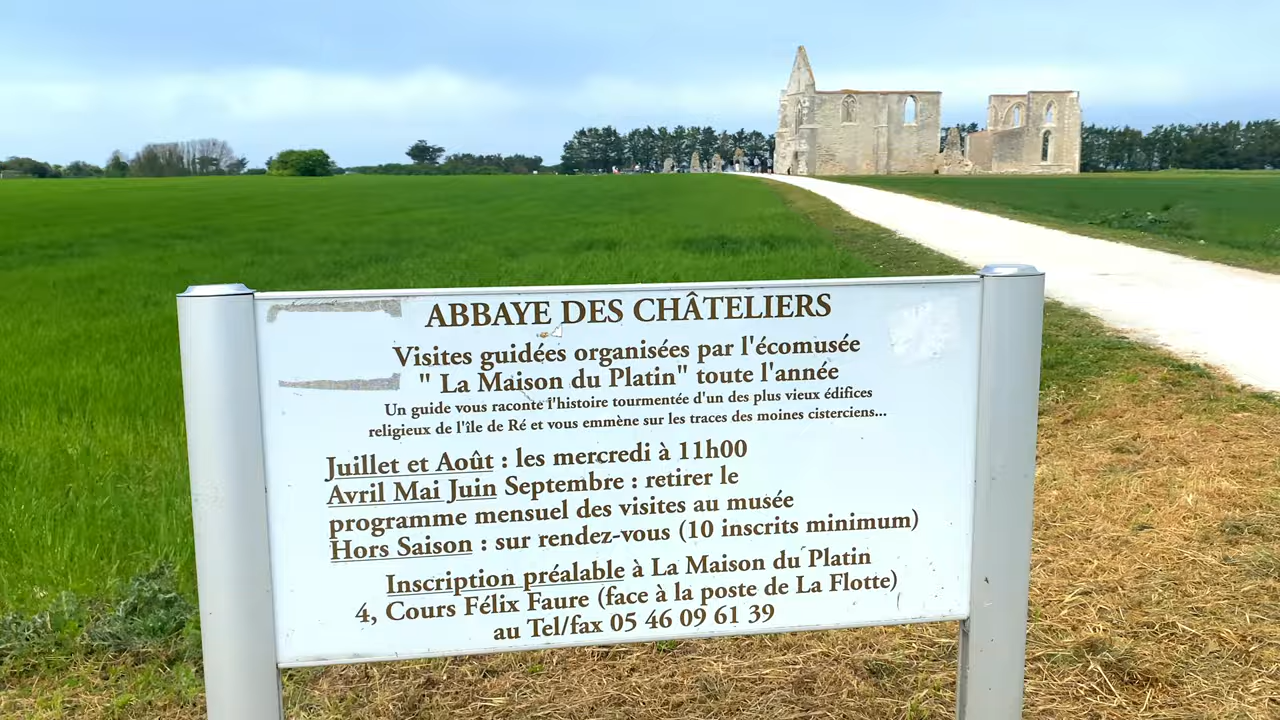 ABBAYE DES CHÂTELIERS
Visites guidées organisées par l'écomusée
" La Maison du Platin" toute l'année
Un guide vous raconte l'histoire tourmentée d'un des plus vieux édifices
religieux de l'île de Ré et vous emmène sur les traces des moines cisterciens...
Juillet et Août : les mercredi à 11h00
Avril Mai Juin Septembre : retirer le
programme mensuel des visites au musée
Hors Saison : sur rendez-vous (10 inscrits minimum)
Inscription préalable à La Maison du Platin
4, Cours Félix Faure (face à la poste de La Flotte)
au Tel/fax 05 46 09 61 39